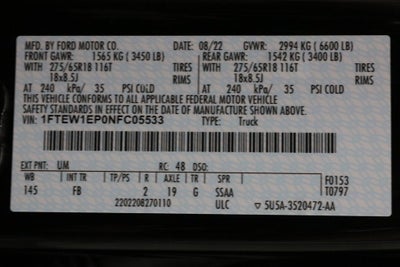 MFD. BY FORD MOTOR CO. 08/22 GVWR: 2994 KG (6600 LB)
FRONT GAWR: 1565 KG (3450 LB) REAR GAWR: 1542 KG (3400 LB)
WITH TIRES WITH TIRES
275/65R18 116T RIMS 275/65R18 116T RIMS
18x8.5J 18x8.5J
AT 240 kPa/ 35 PSI COLD AT 240 kPa/ 35 PSI COLD
THIS VEHICLE CONFORMS TO ALL APPLICABLE FEDERAL MOTOR VEHICLE
SAFETY STANDARDS IN EFFECT ON THE DATE OF MANUFACTURE SHOWN ABOVE.
VIN: 1FTEW1EP0NFC05533 TYPE: Truck
EXT PNT: UM RC: 48 DSO: F0153
WB INT TR TP/PS R AXLE TR SPR T0797
145 FB 2 19 G SSAA
2202208270110 ULC 5U5A-3520472-AA